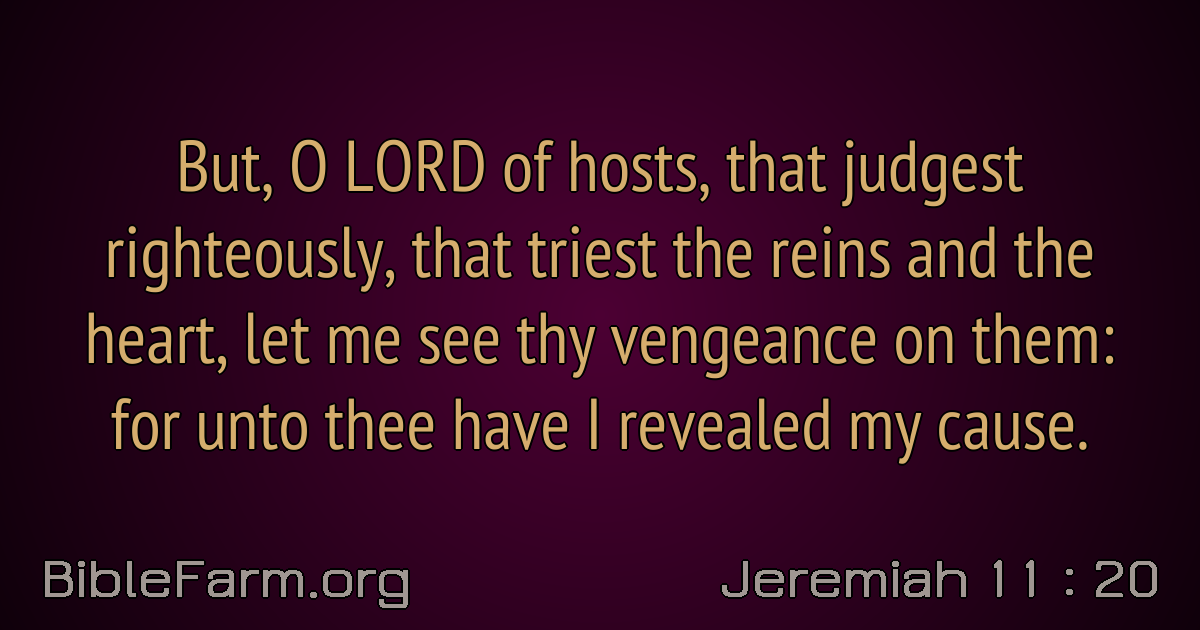 But, O LORD of hosts, that judgest
righteously, that triest the reins and the
heart, let me see thy vengeance on them:
for unto thee have I revealed my cause.
BibleFarm.org
Jeremiah 11 : 20